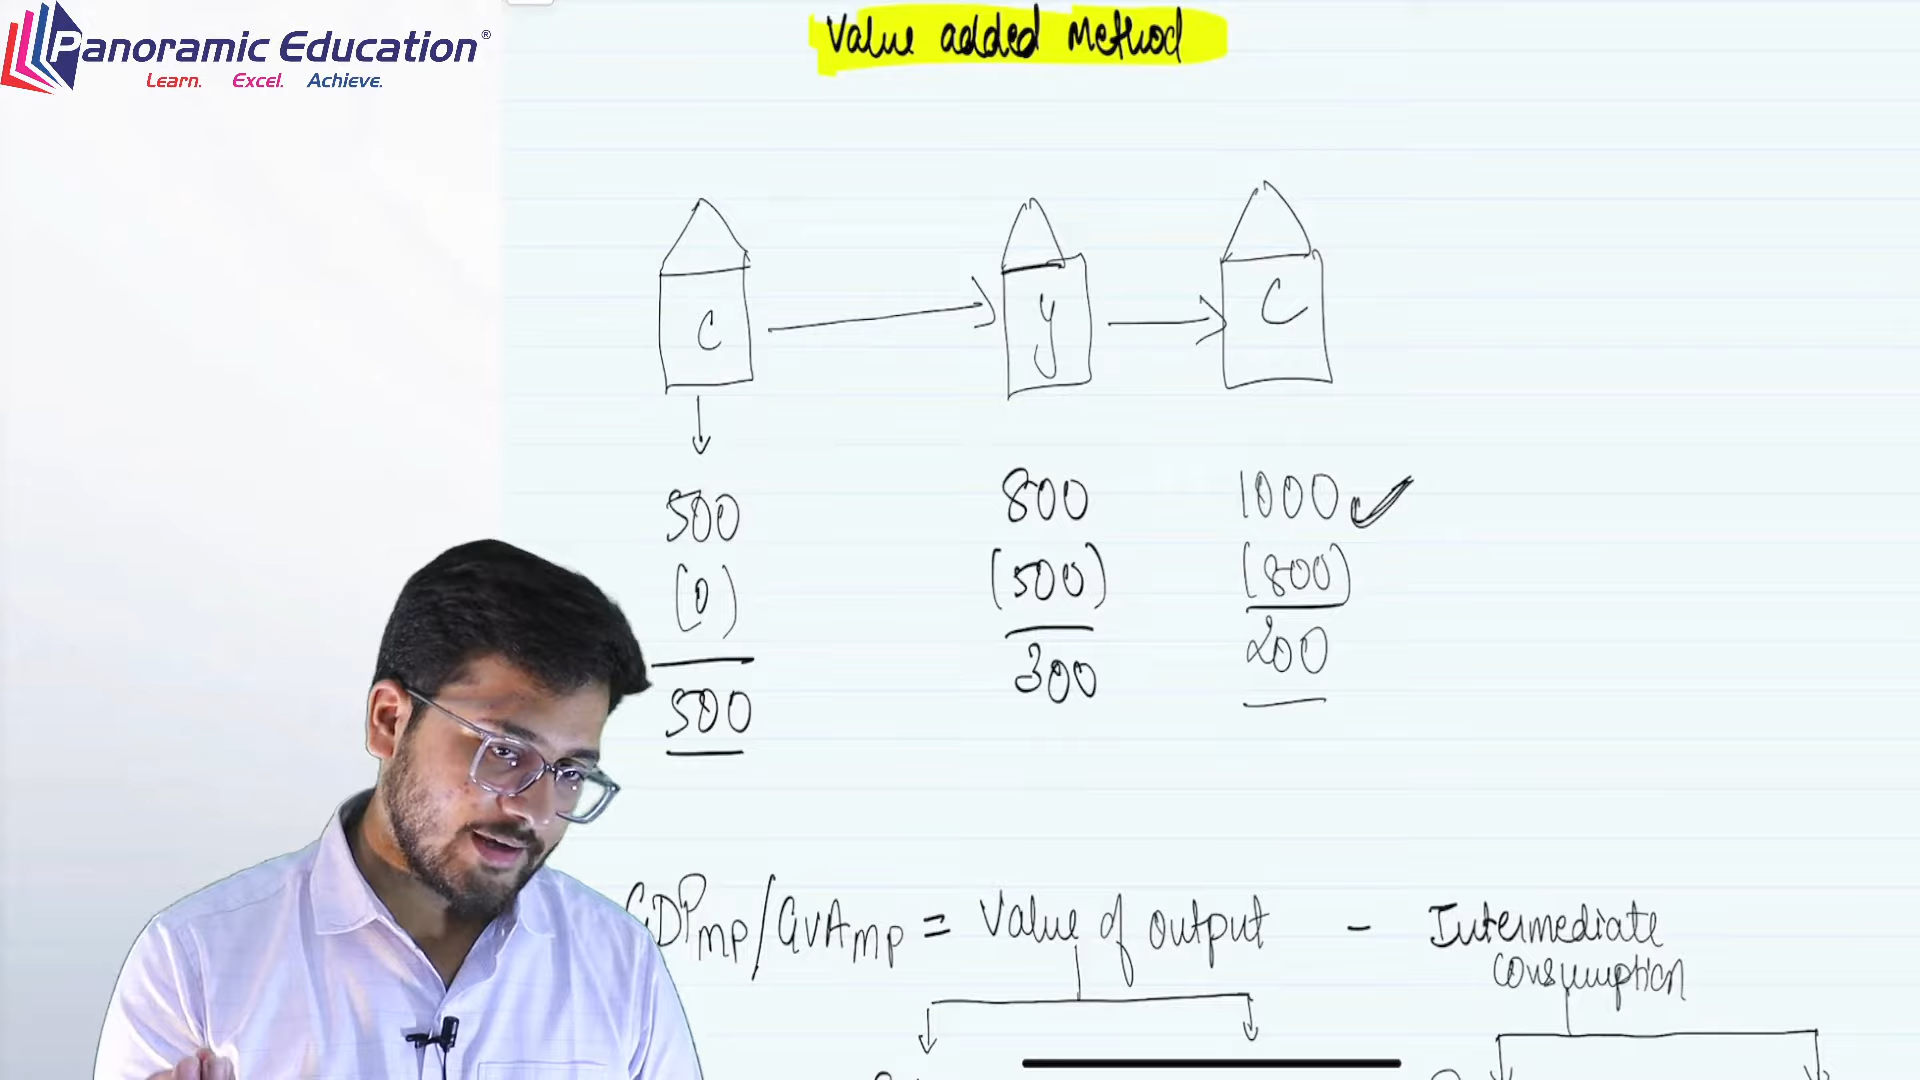 Panoramic Education®
Learn. Excel. Achieve.
Value added Method
C y C
500 800 1000
(0) (500) (800)
500 300 200
GDPMP/GVAMP = Value of output - Intermediate
consumption